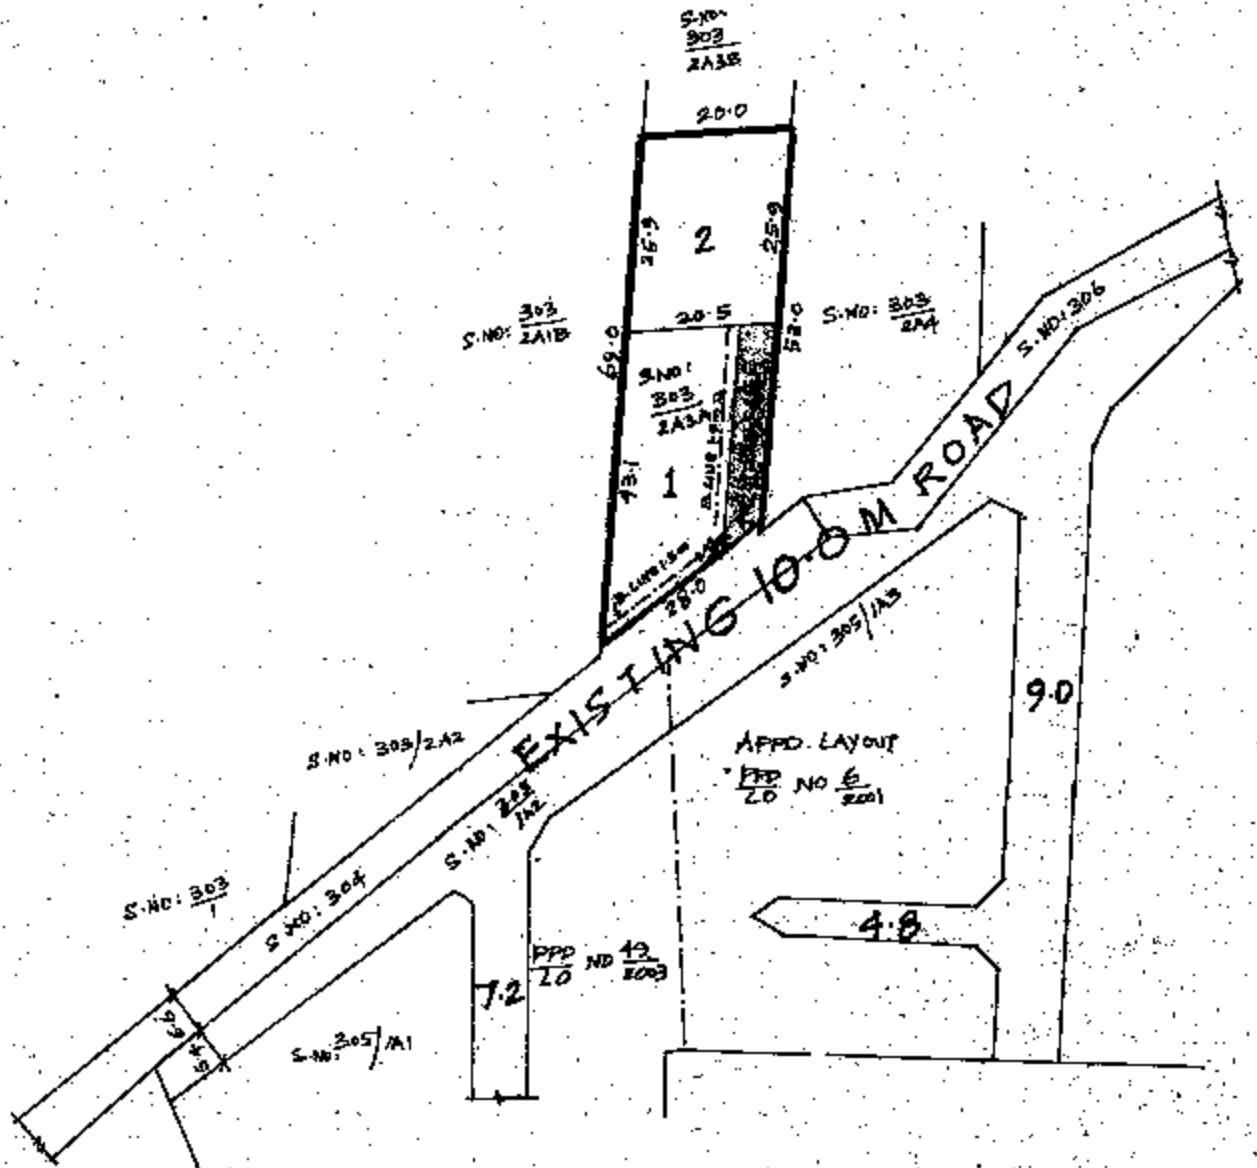 S.NO: 303/2A3B
20.0
25.9
2
25.9
S.NO: 303/2A1B
69.0
20.5
53.0
S.NO: 303/2A4
S.NO: 306
S.NO: 303/2A3A
43.1
1
28.0
EXISTING 10.0 M ROAD
S.NO: 305/1A3
9.0
S.NO: 303/2A2
S.NO: 305/1A2
APPD. LAYOUT
PPD/LO NO 6/2001
S.NO: 303/1
S.NO: 304
4.8
PPD/LO NO 49/2003
7.2
S.NO: 305/1A1